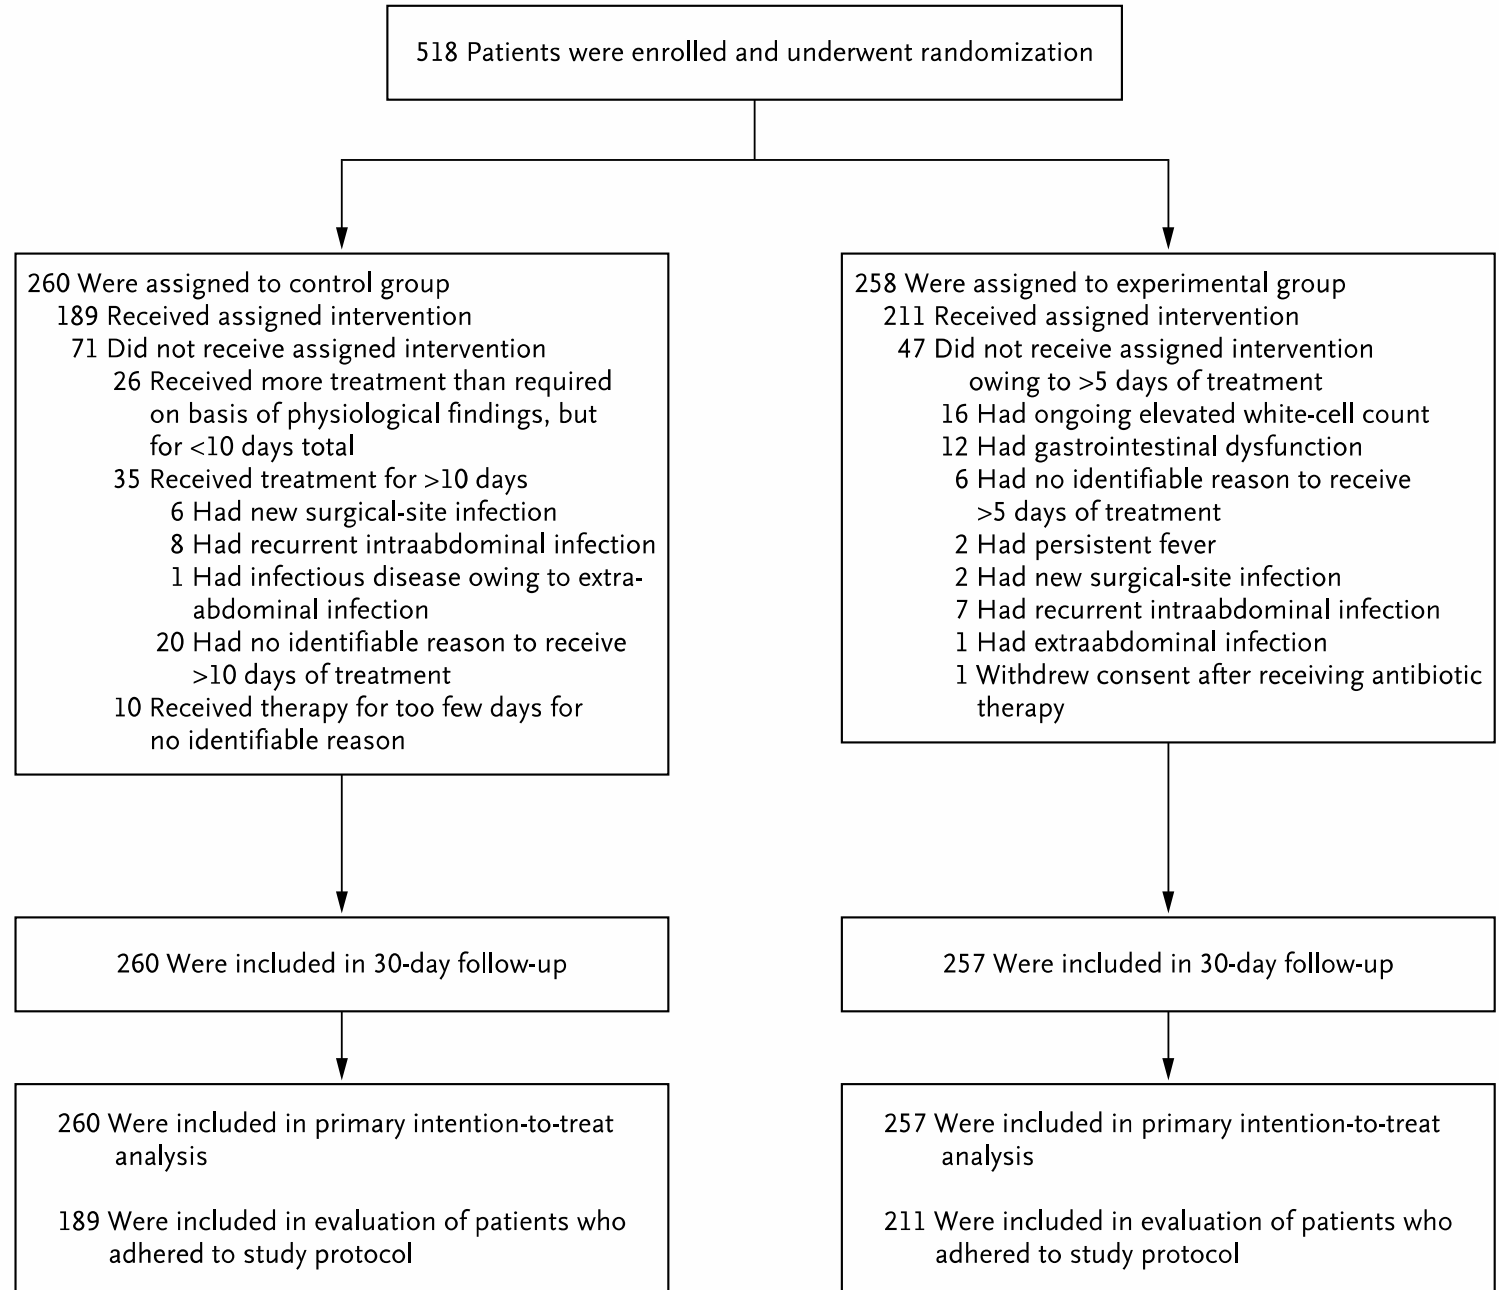 518 Patients were enrolled and underwent randomization
260 Were assigned to control group
189 Received assigned intervention
71 Did not receive assigned intervention
26 Received more treatment than required
on basis of physiological findings, but
for <10 days total
35 Received treatment for >10 days
6 Had new surgical-site infection
8 Had recurrent intraabdominal infection
1 Had infectious disease owing to extra-
abdominal infection
20 Had no identifiable reason to receive
>10 days of treatment
10 Received therapy for too few days for
no identifiable reason
258 Were assigned to experimental group
211 Received assigned intervention
47 Did not receive assigned intervention
owing to >5 days of treatment
16 Had ongoing elevated white-cell count
12 Had gastrointestinal dysfunction
6 Had no identifiable reason to receive
>5 days of treatment
2 Had persistent fever
2 Had new surgical-site infection
7 Had recurrent intraabdominal infection
1 Had extraabdominal infection
1 Withdrew consent after receiving antibiotic
therapy
260 Were included in 30-day follow-up
257 Were included in 30-day follow-up
260 Were included in primary intention-to-treat
analysis
189 Were included in evaluation of patients who
adhered to study protocol
257 Were included in primary intention-to-treat
analysis
211 Were included in evaluation of patients who
adhered to study protocol